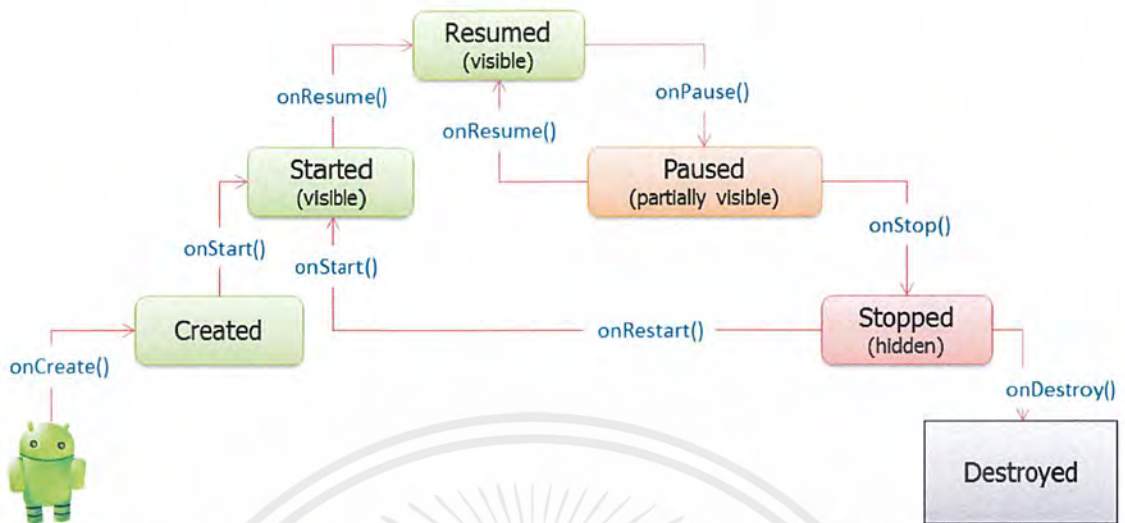 Resumed
(visible)
onResume()
onPause()
onResume()
Started
(visible)
Paused
(partially visible)
onStart()
onStart()
onStop()
Created
onRestart()
Stopped
(hidden)
onCreate()
onDestroy()
Destroyed